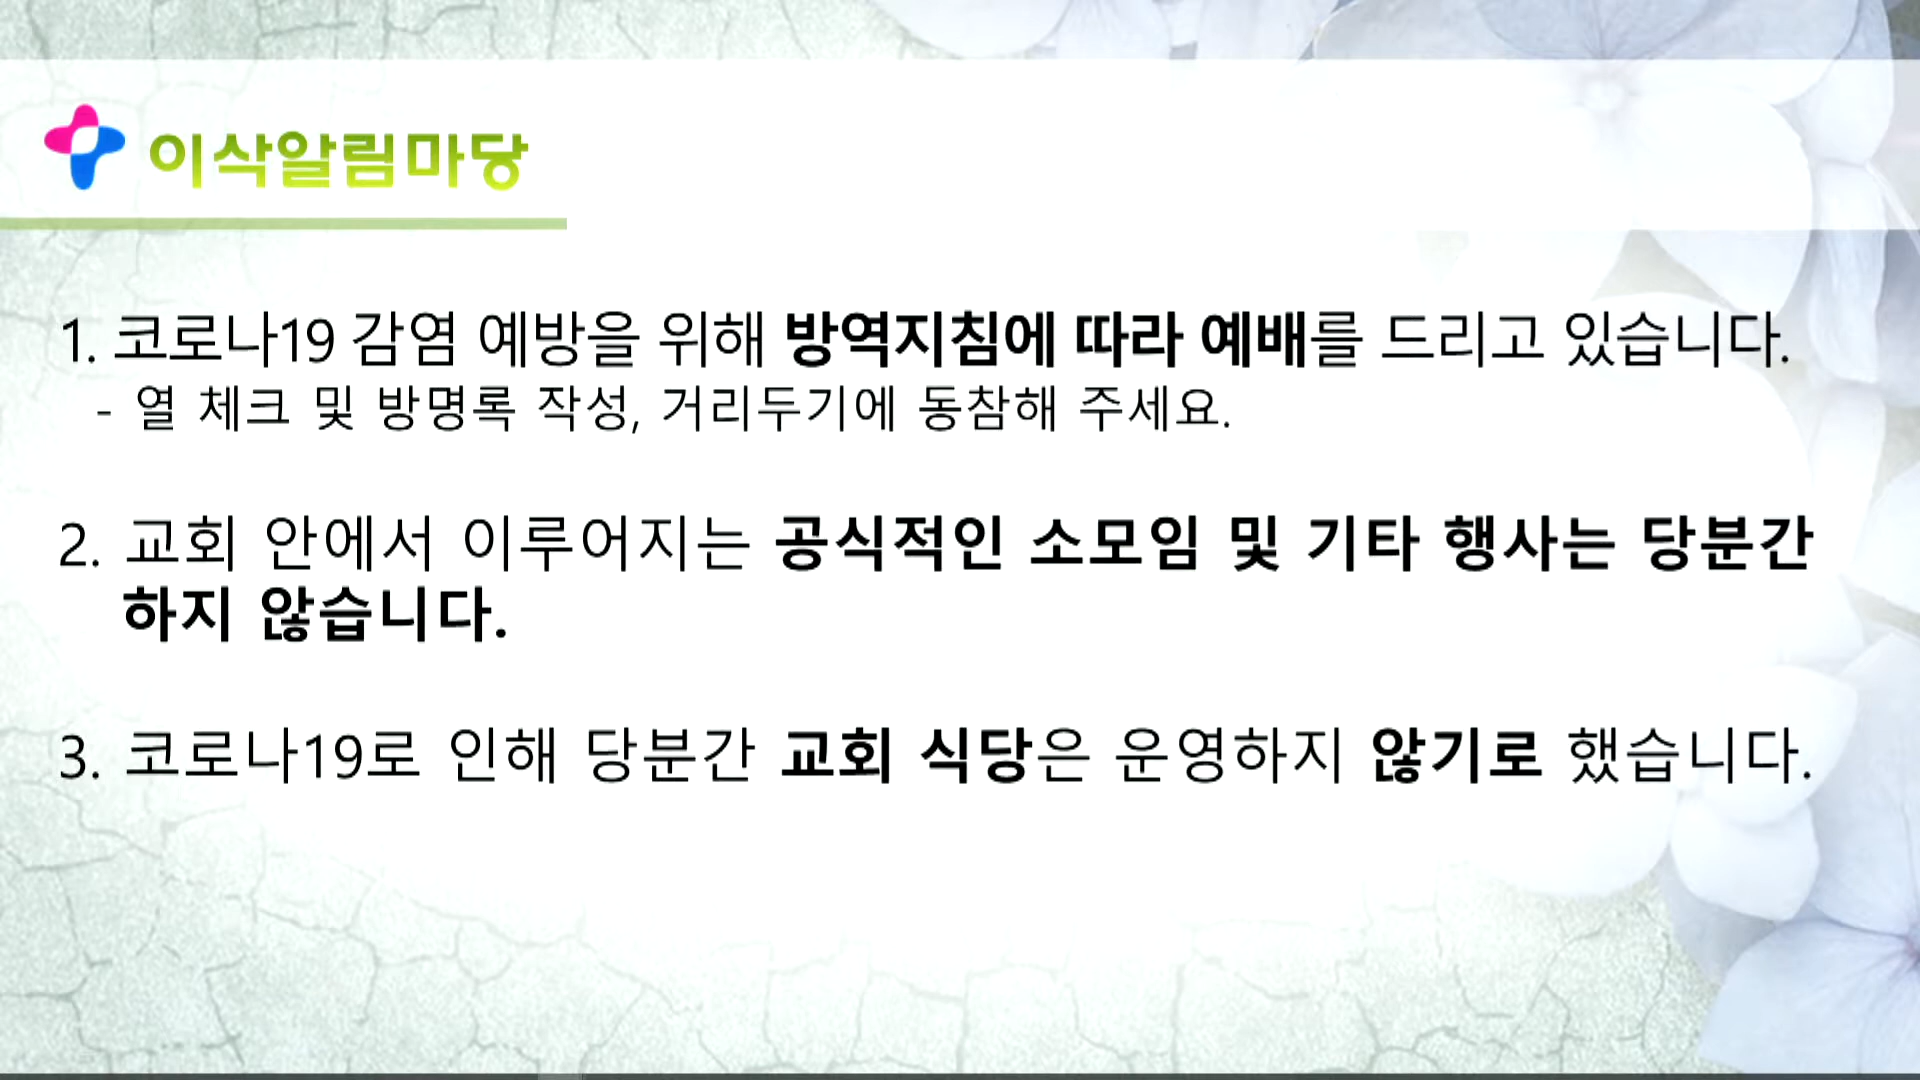 이삭알림마당
1. 코로나19 감염 예방을 위해 방역지침에 따라 예배를 드리고 있습니다.
- 열 체크 및 방명록 작성, 거리두기에 동참해 주세요.
2. 교회 안에서 이루어지는 공식적인 소모임 및 기타 행사는 당분간
하지 않습니다.
3. 코로나19로 인해 당분간 교회 식당은 운영하지 않기로 했습니다.